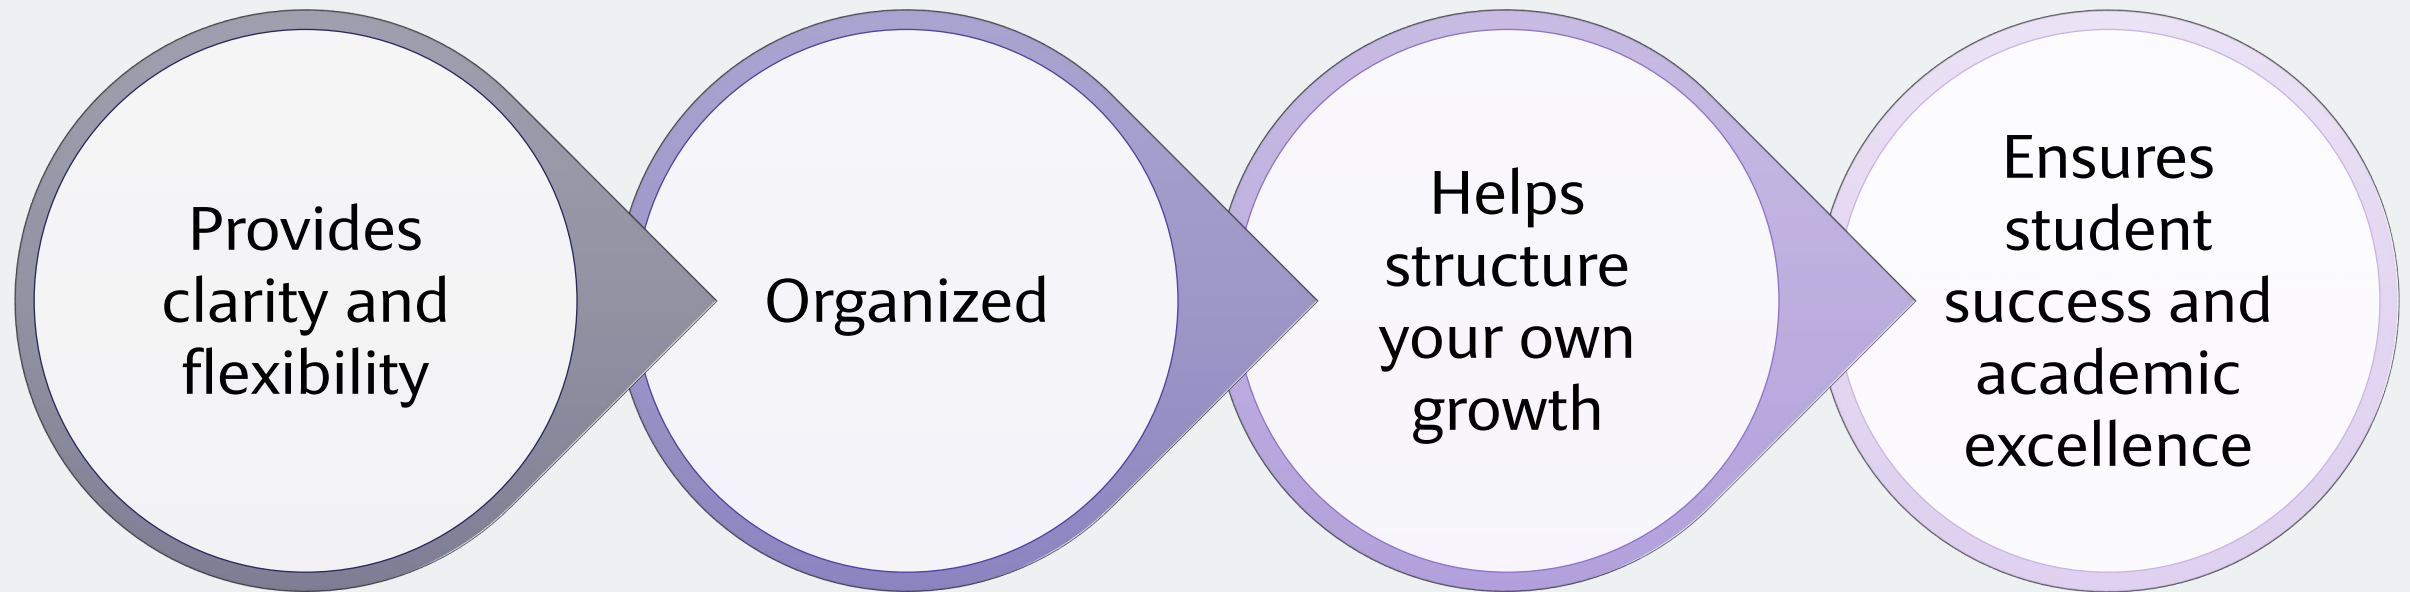 Provides
clarity and
flexibility
Organized
Helps
structure
your own
growth
Ensures
student
success and
academic
excellence